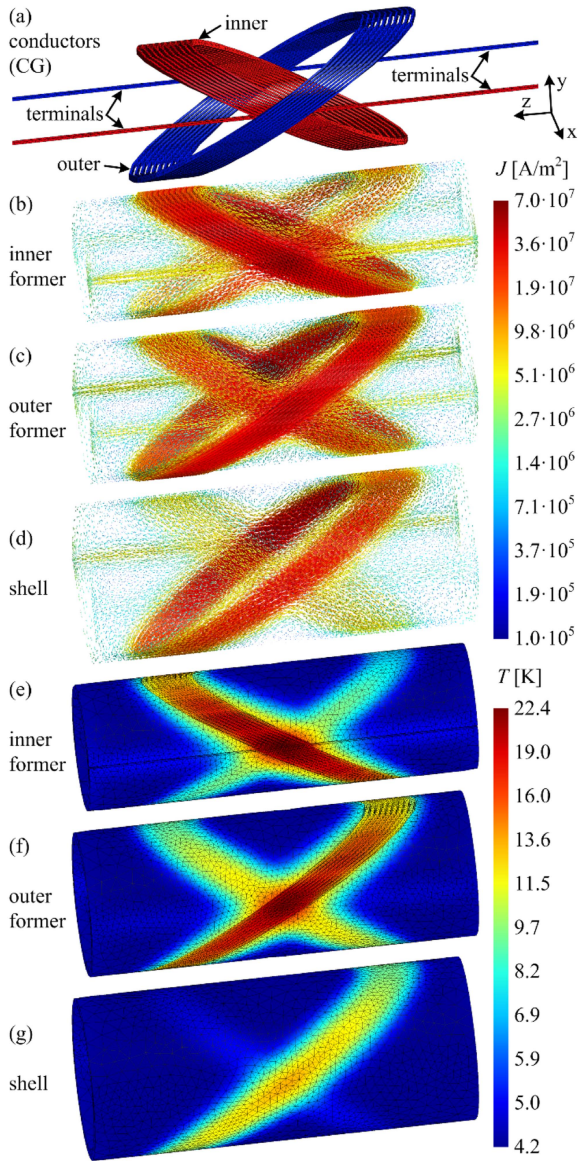 (a)
inner
conductors
(CG)
terminals
terminals
y
z
x
outer
J [A/m²]
(b)
inner
former
7.0·10⁷
3.6·10⁷
1.9·10⁷
9.8·10⁶
5.1·10⁶
2.7·10⁶
1.4·10⁶
7.1·10⁵
3.7·10⁵
1.9·10⁵
1.0·10⁵
(c)
outer
former
(d)
shell
T [K]
(e)
inner
former
22.4
19.0
16.0
13.6
11.5
9.7
8.2
6.9
5.9
5.0
4.2
(f)
outer
former
(g)
shell